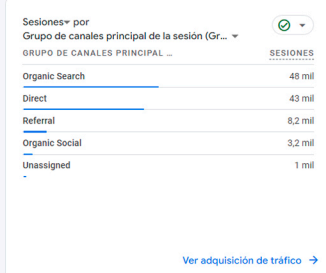 Sesiones por
Grupo de canales principal de la sesión (Gr...
GRUPO DE CANALES PRINCIPAL ... SESIONES
Organic Search 48 mil
Direct 43 mil
Referral 8,2 mil
Organic Social 3,2 mil
Unassigned 1 mil
Ver adquisición de tráfico